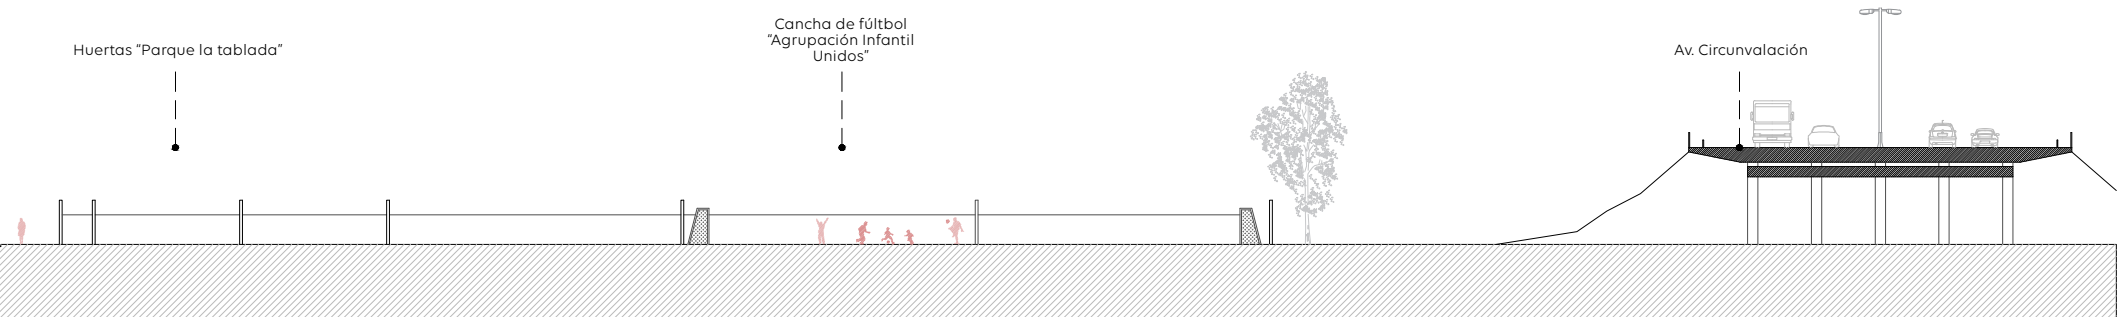 Huertas “Parque la tablada”
Cancha de fúltbol
“Agrupación Infantil
Unidos”
Av. Circunvalación